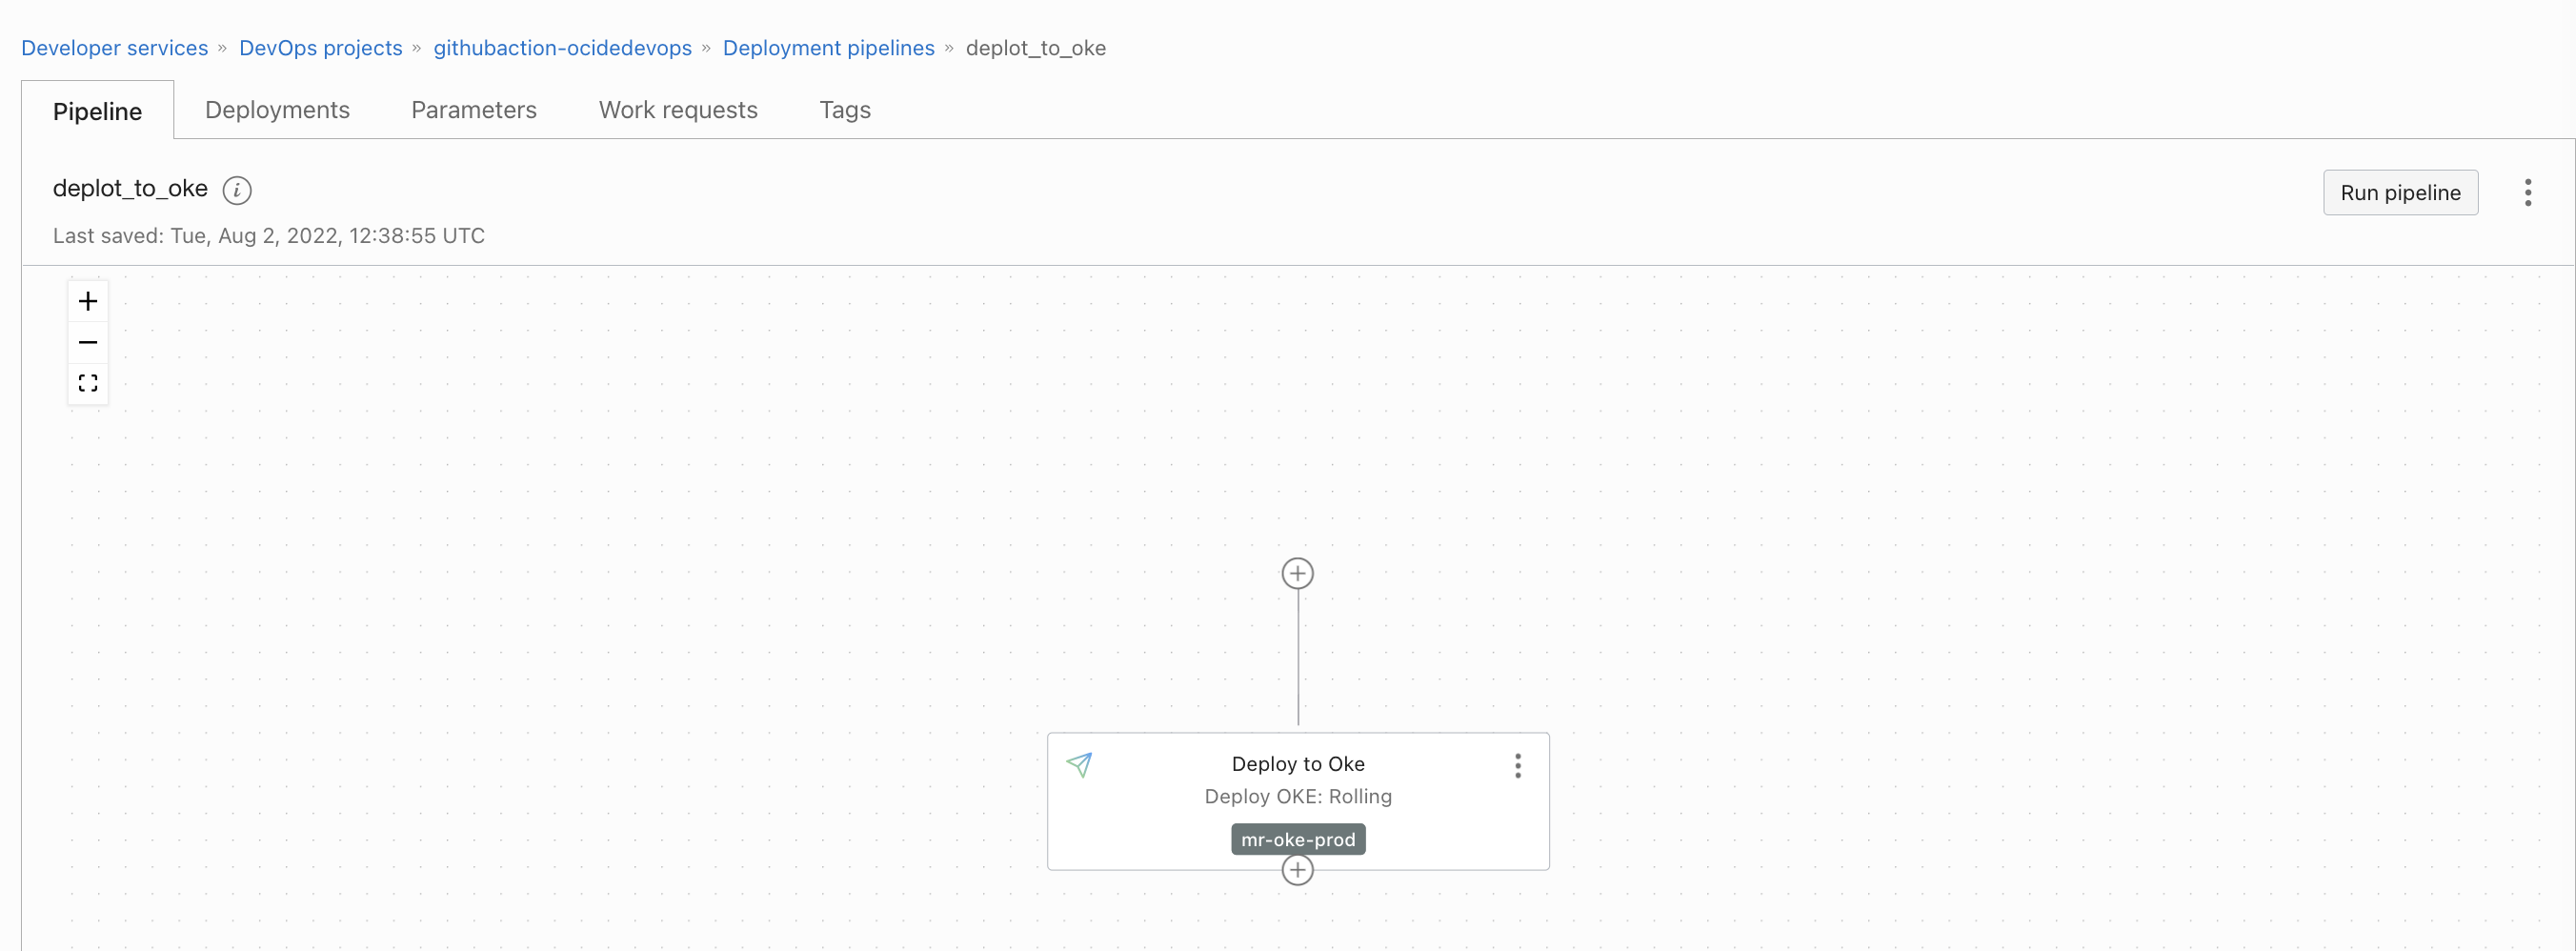 Developer services » DevOps projects » githubaction-ocidedevops » Deployment pipelines » deplot_to_oke
Pipeline Deployments Parameters Work requests Tags
deplot_to_oke i Run pipeline
Last saved: Tue, Aug 2, 2022, 12:38:55 UTC
Deploy to Oke
Deploy OKE: Rolling
mr-oke-prod